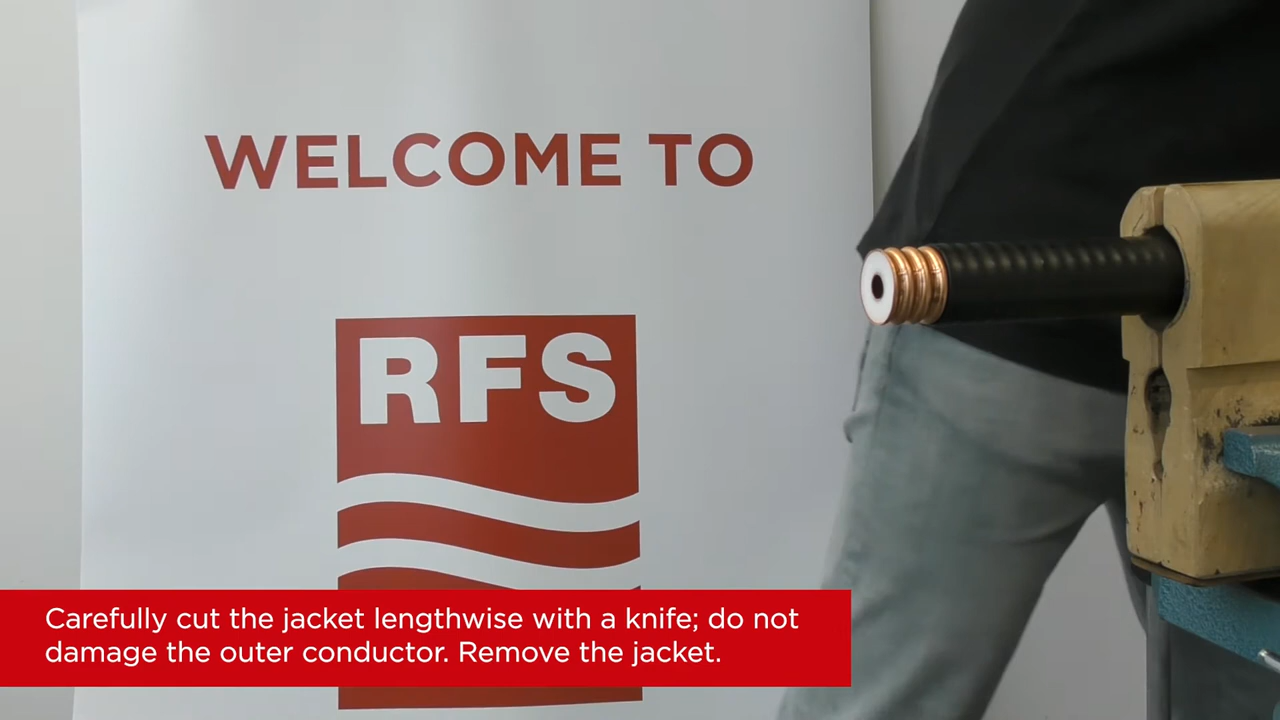 WELCOME TO
RFS
Carefully cut the jacket lengthwise with a knife; do not
damage the outer conductor. Remove the jacket.